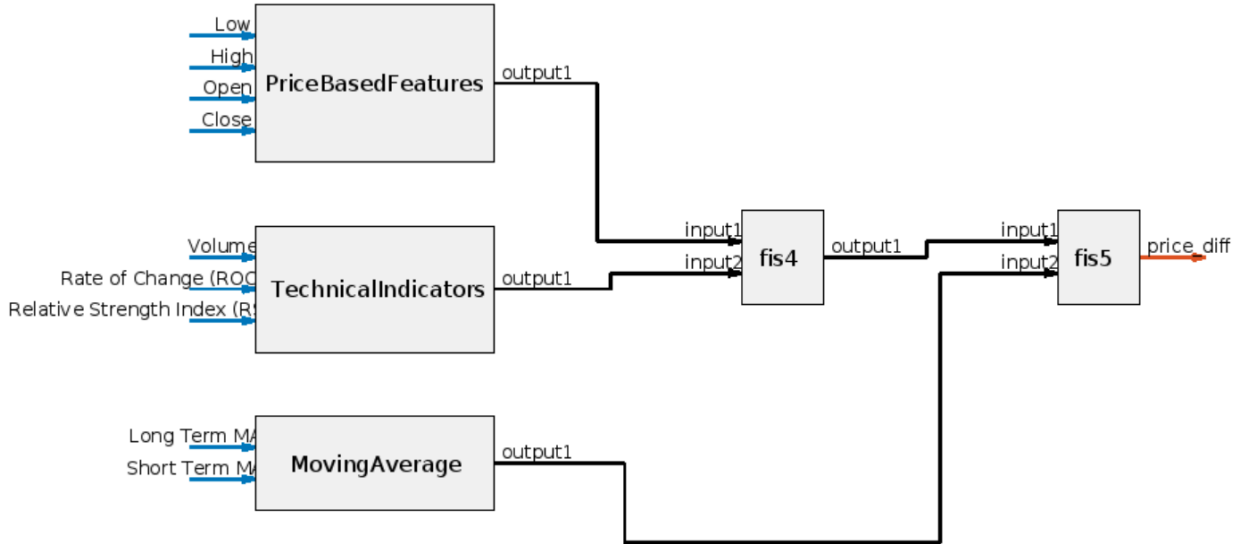 Low
High
Open
Close
PriceBasedFeatures
output1
Volume
Rate of Change (ROC
Relative Strength Index (RS
TechnicalIndicators
output1
Long Term MA
Short Term MA
MovingAverage
output1
input1
input2
fis4
output1
input1
input2
fis5
price_diff